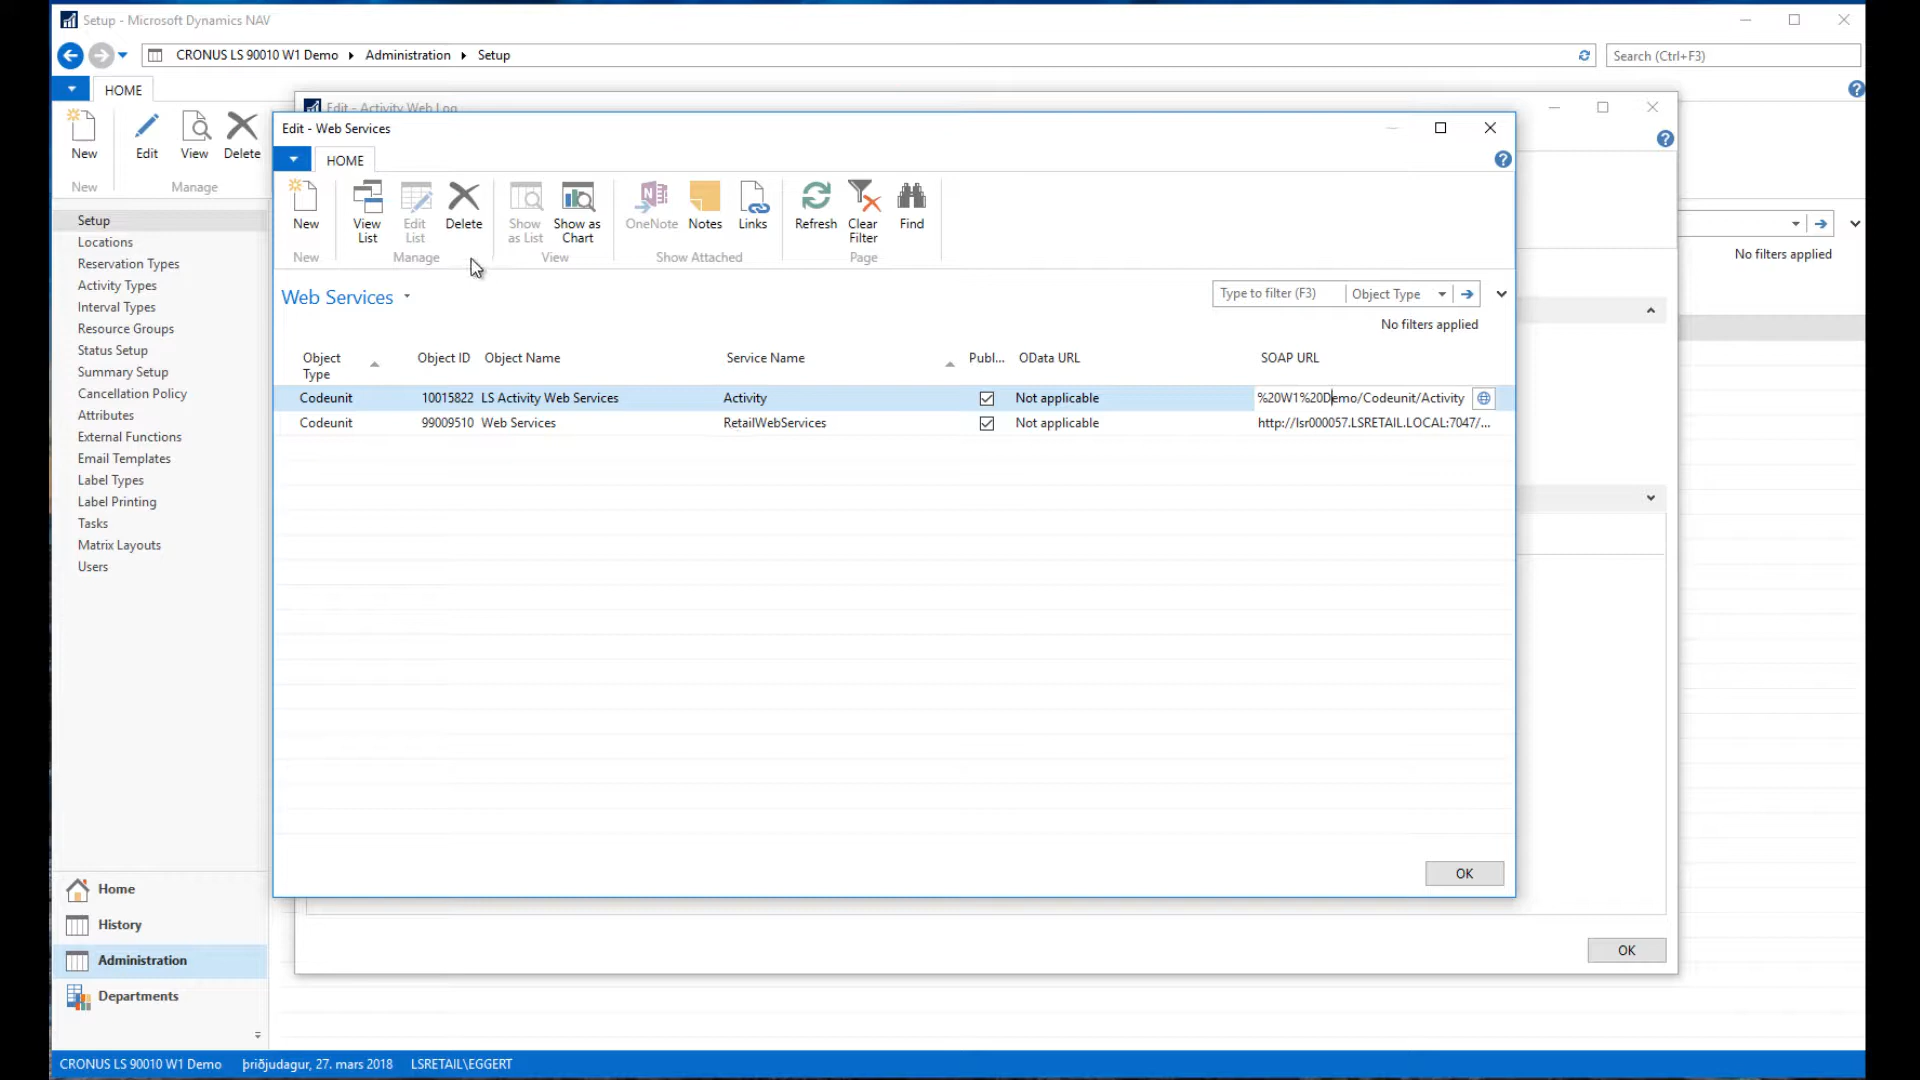 Setup - Microsoft Dynamics NAV
CRONUS LS 90010 W1 Demo
Administration
Setup
Search (Ctrl+F3)
HOME
New
Edit
View
Delete
New
Manage
Setup
Locations
Reservation Types
Activity Types
Interval Types
Resource Groups
Status Setup
Summary Setup
Cancellation Policy
Attributes
External Functions
Email Templates
Label Types
Label Printing
Tasks
Matrix Layouts
Users
Home
History
Administration
Departments
Edit - Activity Web Log
No filters applied
Edit - Web Services
HOME
New
View List
Edit List
Delete
Show as List
Show as Chart
OneNote
Notes
Links
Refresh
Clear Filter
Find
New
Manage
View
Show Attached
Page
Web Services
Type to filter (F3)
Object Type
No filters applied
Object Type
Object ID
Object Name
Service Name
Publ...
OData URL
SOAP URL
Codeunit 10015822 LS Activity Web Services Activity Not applicable %20W1%20Demo/Codeunit/Activity
Codeunit 99009510 Web Services RetailWebServices Not applicable http://lsr000057.LSRETAIL.LOCAL:7047/...
OK
OK
CRONUS LS 90010 W1 Demo þriðjudagur, 27. mars 2018 LSRETAIL\EGGERT